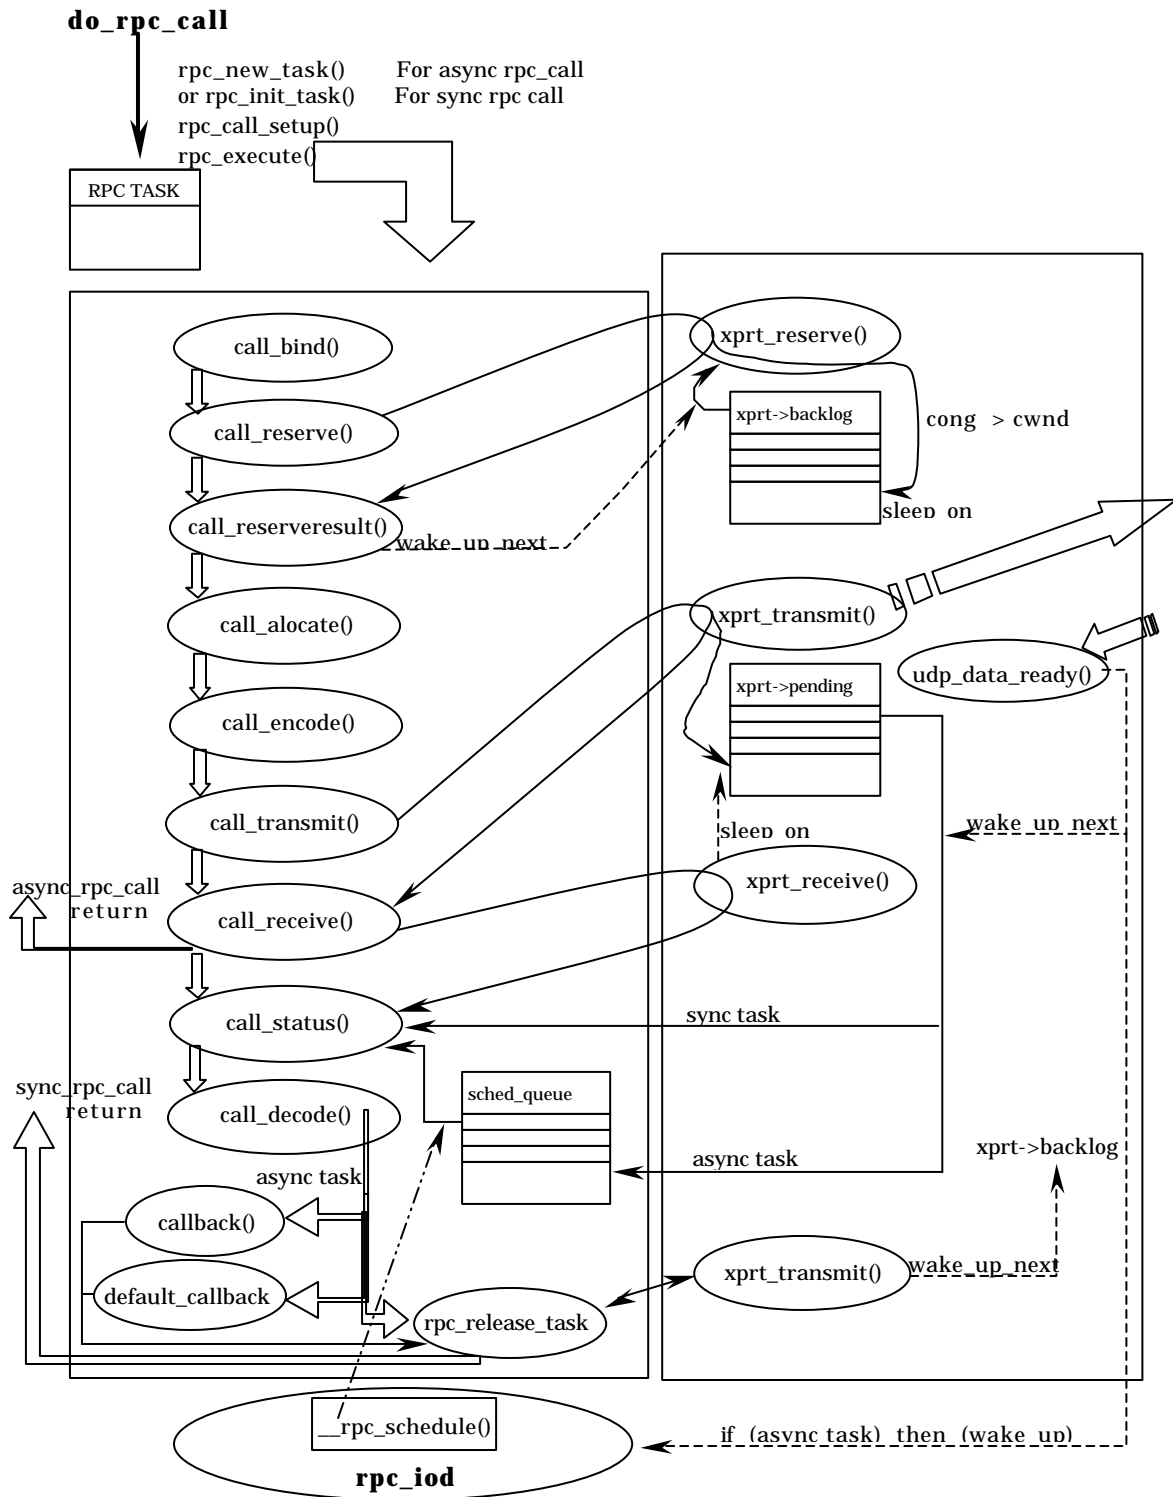 do_rpc_call
rpc_new_task() For async rpc_call
or rpc_init_task() For sync rpc call
rpc_call_setup()
rpc_execute()
RPC TASK
call_bind()
xprt_reserve()
xprt->backlog
cong > cwnd
call_reserve()
sleep_on
call_reserveresult()
wake_up_next
call_alocate()
xprt_transmit()
udp_data_ready()
xprt->pending
call_encode()
call_transmit()
sleep_on
wake_up_next
async_rpc_call
return
call_receive()
xprt_receive()
call_status()
sync task
sync_rpc_call
return
call_decode()
sched_queue
async task
async task
xprt->backlog
callback()
default_callback
xprt_transmit()
wake_up_next
rpc_release_task
__rpc_schedule()
if (async task) then (wake_up)
rpc_iod